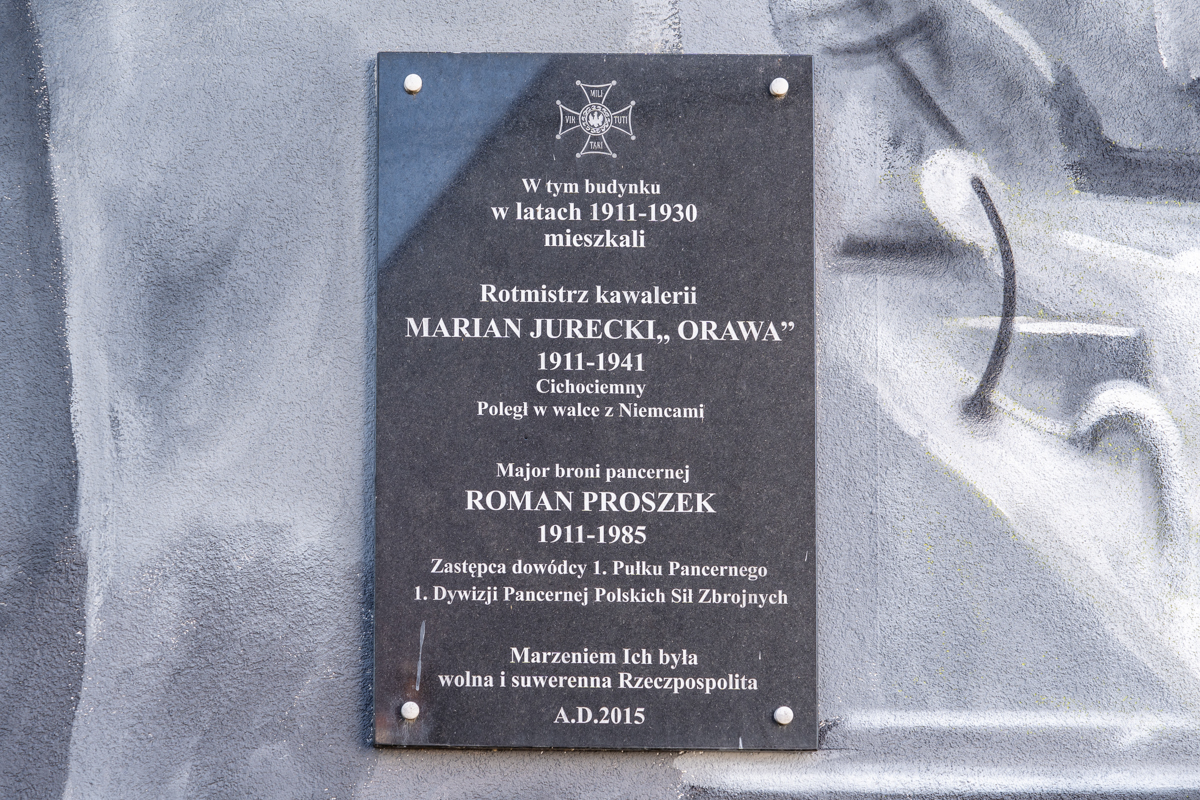 MILI
VIR TUTI
TARI
W tym budynku
w latach 1911-1930
mieszkali
Rotmistrz kawalerii
MARIAN JURECKI„ ORAWA”
1911-1941
Cichociemny
Poległ w walce z Niemcami
Major broni pancernej
ROMAN PROSZEK
1911-1985
Zastępca dowódcy 1. Pułku Pancernego
1. Dywizji Pancernej Polskich Sił Zbrojnych
Marzeniem Ich była
wolna i suwerenna Rzeczpospolita
A.D.2015